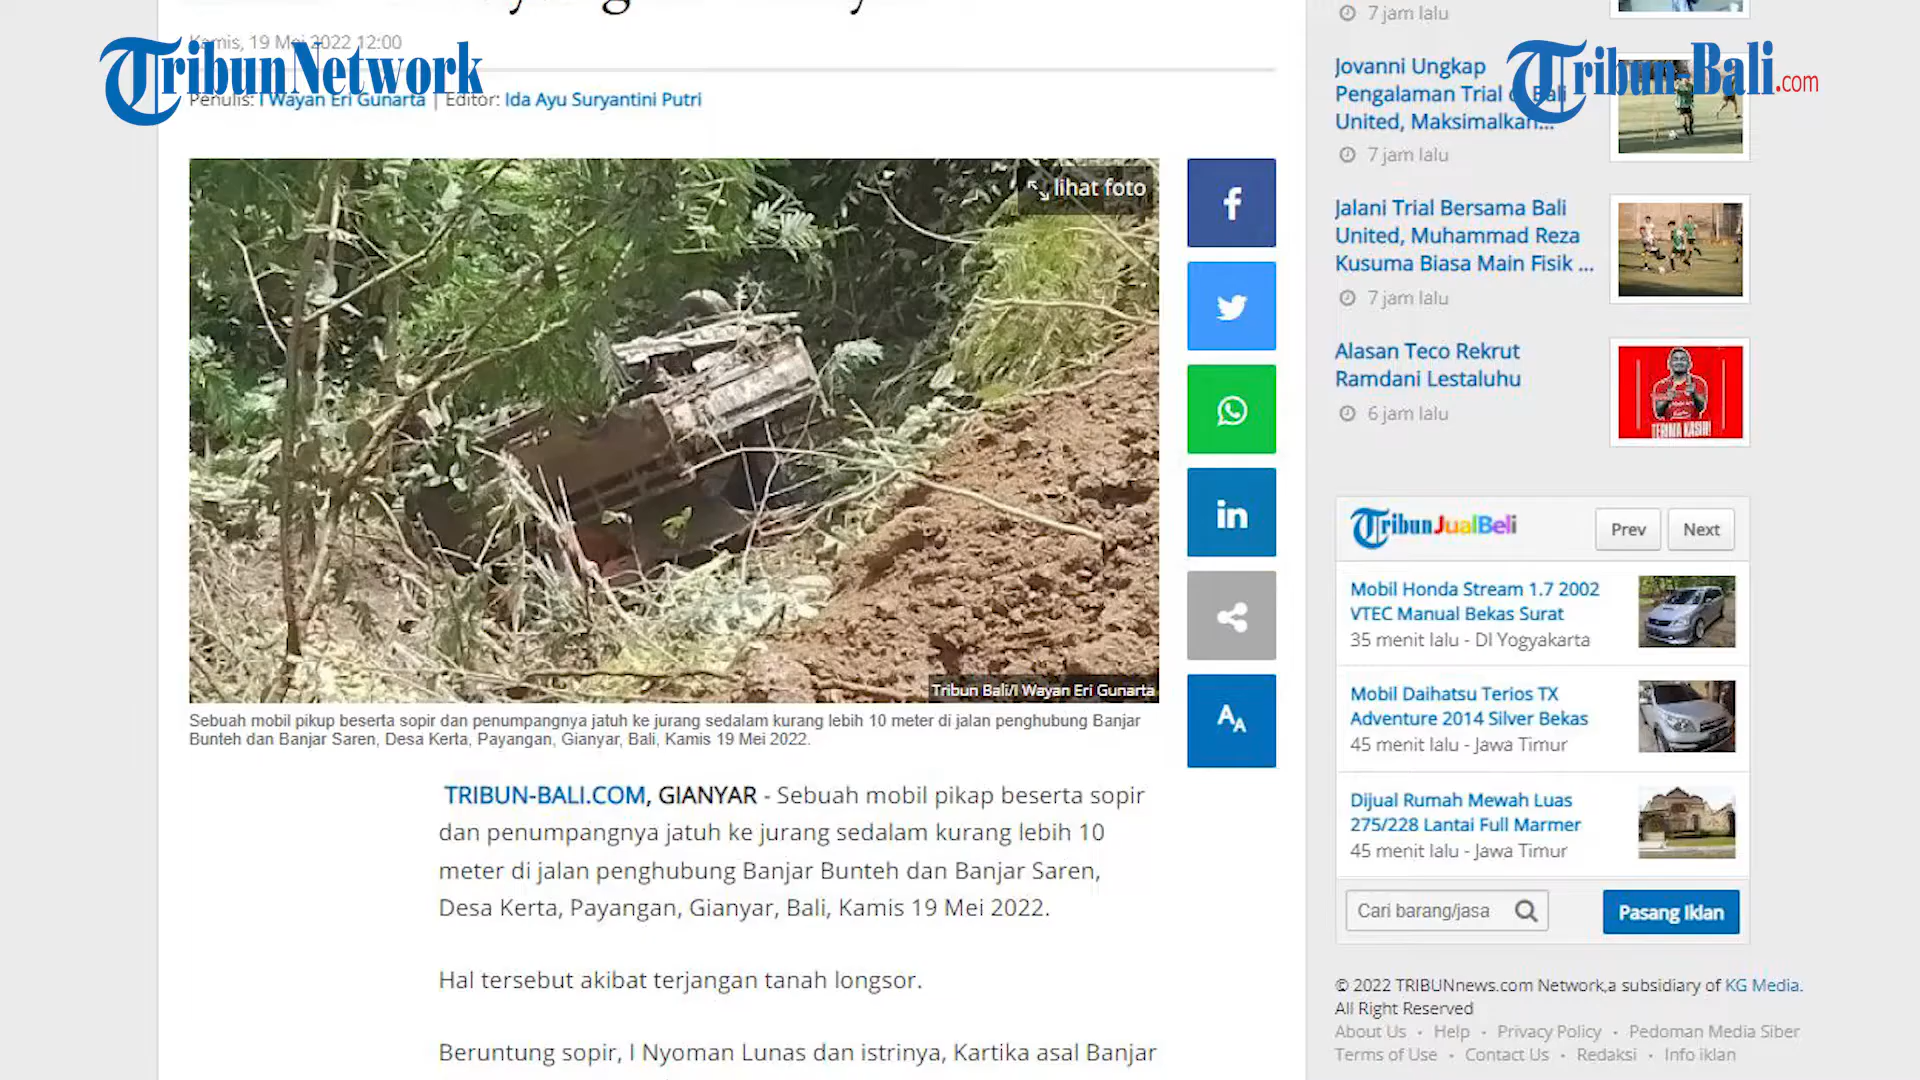 Kamis, 19 Mei 2022 12:00
TribunNetwork
Penulis: I Wayan Eri Gunarta | Editor: Ida Ayu Suryantini Putri
lihat foto
Tribun Bali/I Wayan Eri Gunarta
Sebuah mobil pikup beserta sopir dan penumpangnya jatuh ke jurang sedalam kurang lebih 10 meter di jalan penghubung Banjar
Bunteh dan Banjar Saren, Desa Kerta, Payangan, Gianyar, Bali, Kamis 19 Mei 2022.
TRIBUN-BALI.COM, GIANYAR - Sebuah mobil pikap beserta sopir
dan penumpangnya jatuh ke jurang sedalam kurang lebih 10
meter di jalan penghubung Banjar Bunteh dan Banjar Saren,
Desa Kerta, Payangan, Gianyar, Bali, Kamis 19 Mei 2022.
Hal tersebut akibat terjangan tanah longsor.
Beruntung sopir, I Nyoman Lunas dan istrinya, Kartika asal Banjar
7 jam lalu
Tribun-Bali.com
Jovanni Ungkap
Pengalaman Trial di Bali
United, Maksimalkan...
7 jam lalu
Jalani Trial Bersama Bali
United, Muhammad Reza
Kusuma Biasa Main Fisik ...
7 jam lalu
Alasan Teco Rekrut
Ramdani Lestaluhu
6 jam lalu
TERIMA KASIH!
TribunJualBeli
Prev
Next
Mobil Honda Stream 1.7 2002
VTEC Manual Bekas Surat
35 menit lalu - DI Yogyakarta
Mobil Daihatsu Terios TX
Adventure 2014 Silver Bekas
45 menit lalu - Jawa Timur
Dijual Rumah Mewah Luas
275/228 Lantai Full Marmer
45 menit lalu - Jawa Timur
Cari barang/jasa
Pasang Iklan
© 2022 TRIBUNnews.com Network,a subsidiary of KG Media.
All Right Reserved
About Us • Help • Privacy Policy • Pedoman Media Siber
Terms of Use • Contact Us • Redaksi • Info iklan